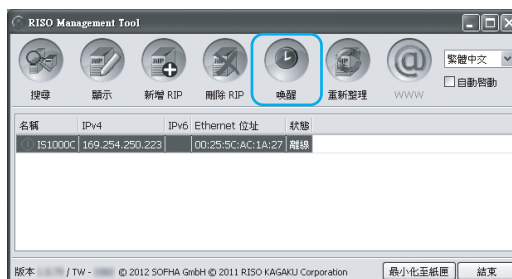 RISO Management Tool
搜尋 顯示 新增 RIP 刪除 RIP 喚醒 重新整理 WWW
繁體中文
自動啓動
名稱 IPv4 IPv6 Ethernet 位址 狀態
IS1000C 169.254.250.223 00:25:5C:AC:1A:27 離線
版本 / TW - © 2012 SOFHA GmbH © 2011 RISO KAGAKU Corporation 最小化至紙匣 結束